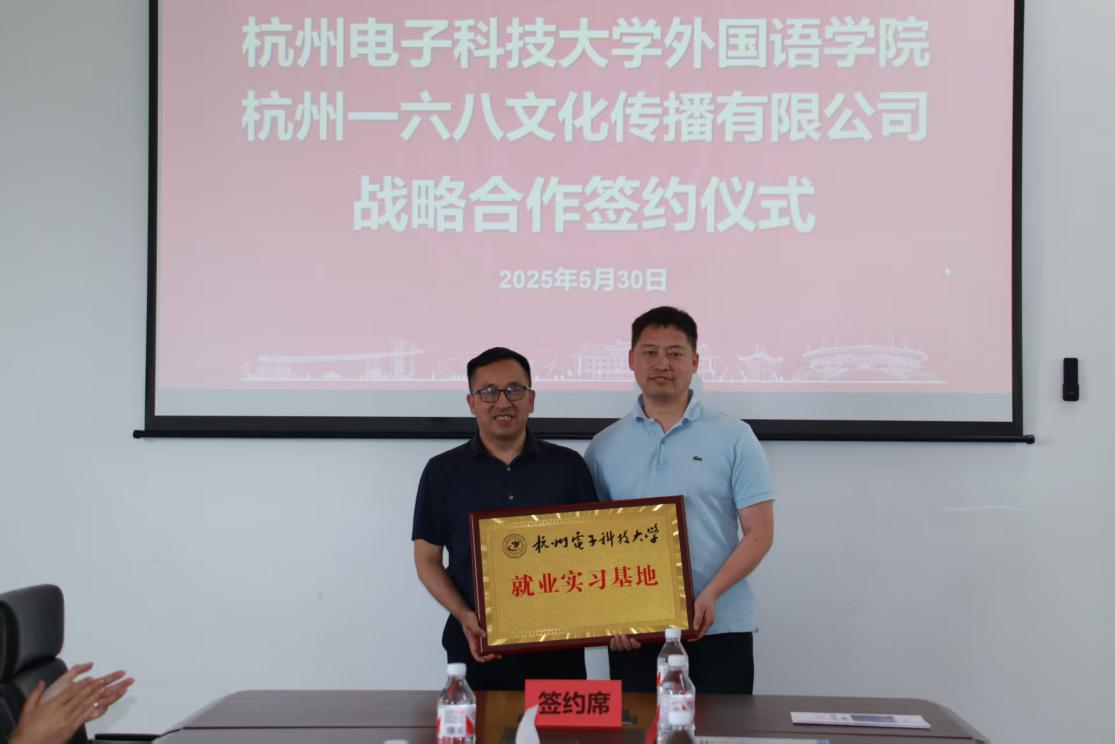 杭州电子科技大学外国语学院
杭州一六八文化传播有限公司
战略合作签约仪式
2025年5月30日
杭州电子科技大学
就业实习基地
签约席